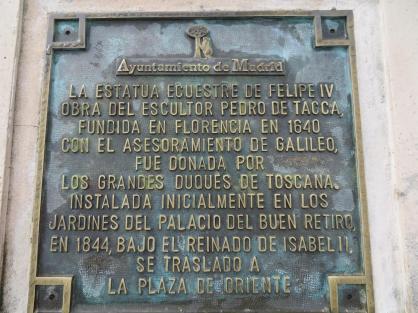 Ayuntamiento de Madrid
LA ESTATUA ECUESTRE DE FELIPE IV
OBRA DEL ESCULTOR PEDRO DE TACCA,
FUNDIDA EN FLORENCIA EN 1640
CON EL ASESORAMIENTO DE GALILEO,
FUE DONADA POR
LOS GRANDES DUQUES DE TOSCANA.
INSTALADA INICIALMENTE EN LOS
JARDINES DEL PALACIO DEL BUEN RETIRO,
EN 1844, BAJO EL REINADO DE ISABEL II,
SE TRASLADO A
LA PLAZA DE ORIENTE